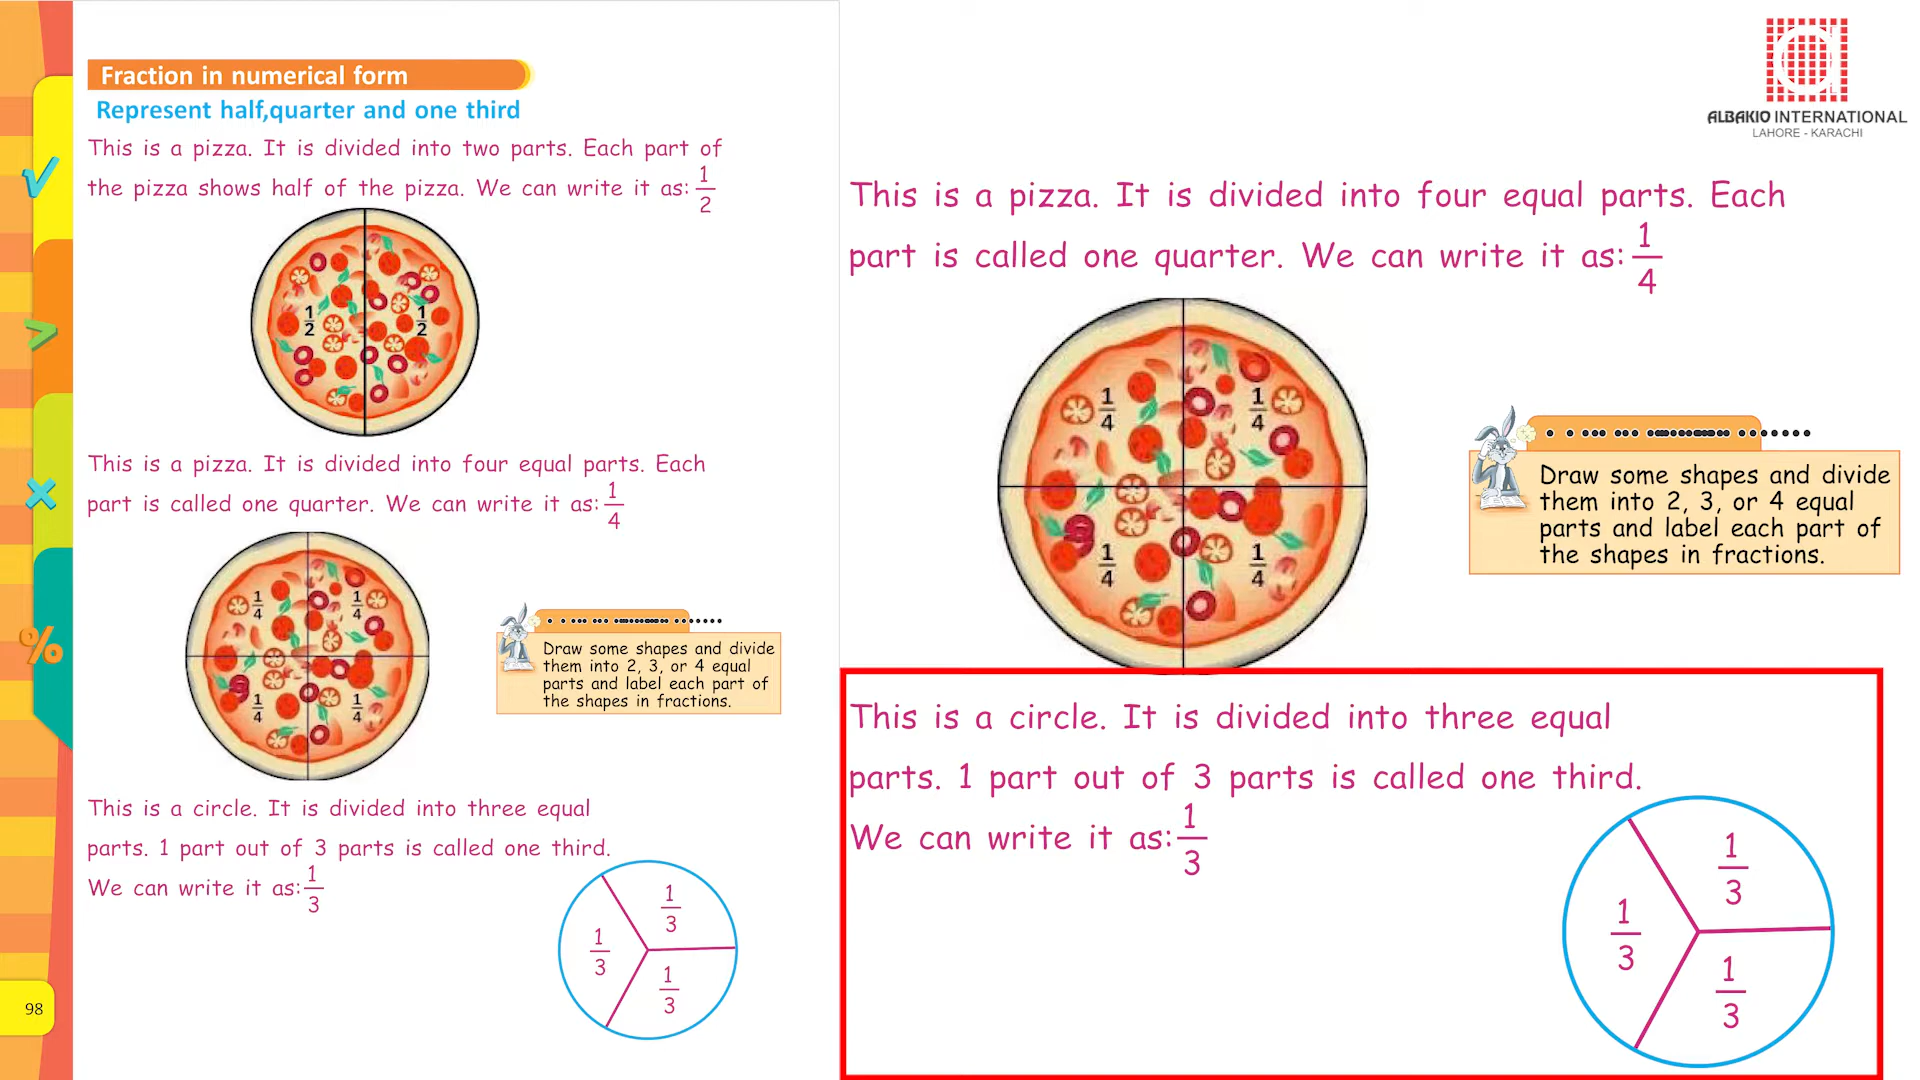 Fraction in numerical form
Represent half,quarter and one third
This is a pizza. It is divided into two parts. Each part of
the pizza shows half of the pizza. We can write it as: 1/2
1/2 1/2
This is a pizza. It is divided into four equal parts. Each
part is called one quarter. We can write it as: 1/4
1/4 1/4
1/4 1/4
Draw some shapes and divide
them into 2, 3, or 4 equal
parts and label each part of
the shapes in fractions.
This is a circle. It is divided into three equal
parts. 1 part out of 3 parts is called one third.
We can write it as: 1/3
1/3
1/3
1/3
98
ALBAKIO INTERNATIONAL
LAHORE - KARACHI
This is a pizza. It is divided into four equal parts. Each
part is called one quarter. We can write it as: 1/4
1/4 1/4
1/4 1/4
Draw some shapes and divide
them into 2, 3, or 4 equal
parts and label each part of
the shapes in fractions.
This is a circle. It is divided into three equal
parts. 1 part out of 3 parts is called one third.
We can write it as: 1/3
1/3
1/3
1/3